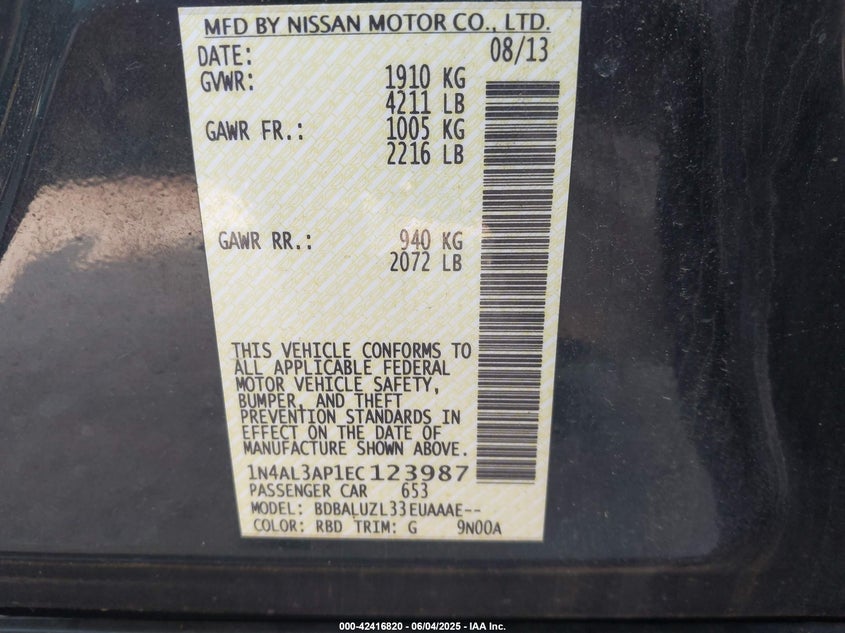 MFD BY NISSAN MOTOR CO., LTD.
DATE: 08/13
GVWR: 1910 KG
4211 LB
GAWR FR.: 1005 KG
2216 LB
GAWR RR.: 940 KG
2072 LB
THIS VEHICLE CONFORMS TO
ALL APPLICABLE FEDERAL
MOTOR VEHICLE SAFETY,
BUMPER, AND THEFT
PREVENTION STANDARDS IN
EFFECT ON THE DATE OF
MANUFACTURE SHOWN ABOVE.
1N4AL3AP1EC123987
PASSENGER CAR 653
MODEL: BDBALUZL33EUAAAE--
COLOR: RBD TRIM: G 9N00A
000-42416820 - 06/04/2025 - IAA Inc.